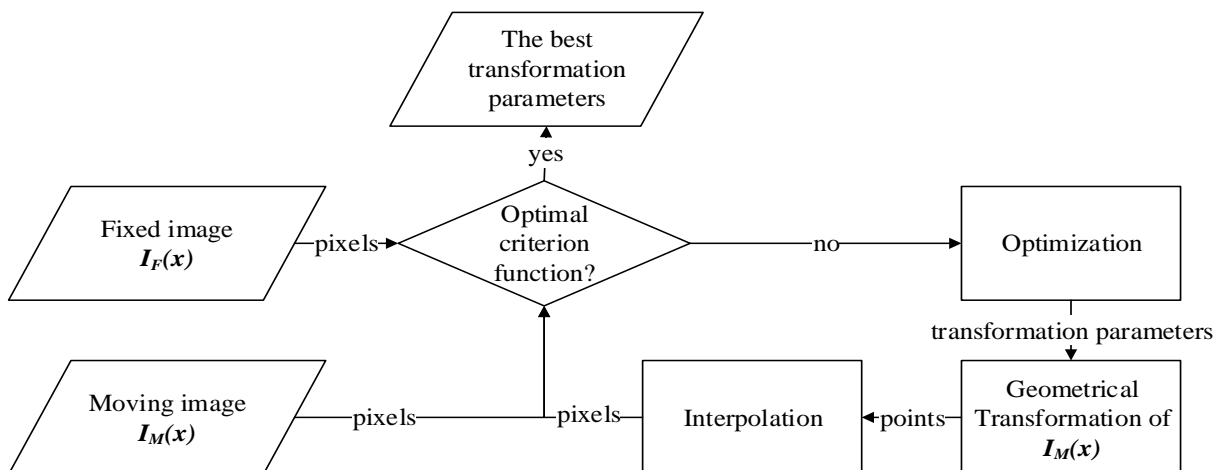 The best
transformation
parameters
yes
Fixed image
I_F(x)
pixels
Optimal
criterion
function?
no
Optimization
transformation parameters
Moving image
I_M(x)
pixels
pixels
Interpolation
points
Geometrical
Transformation of
I_M(x)